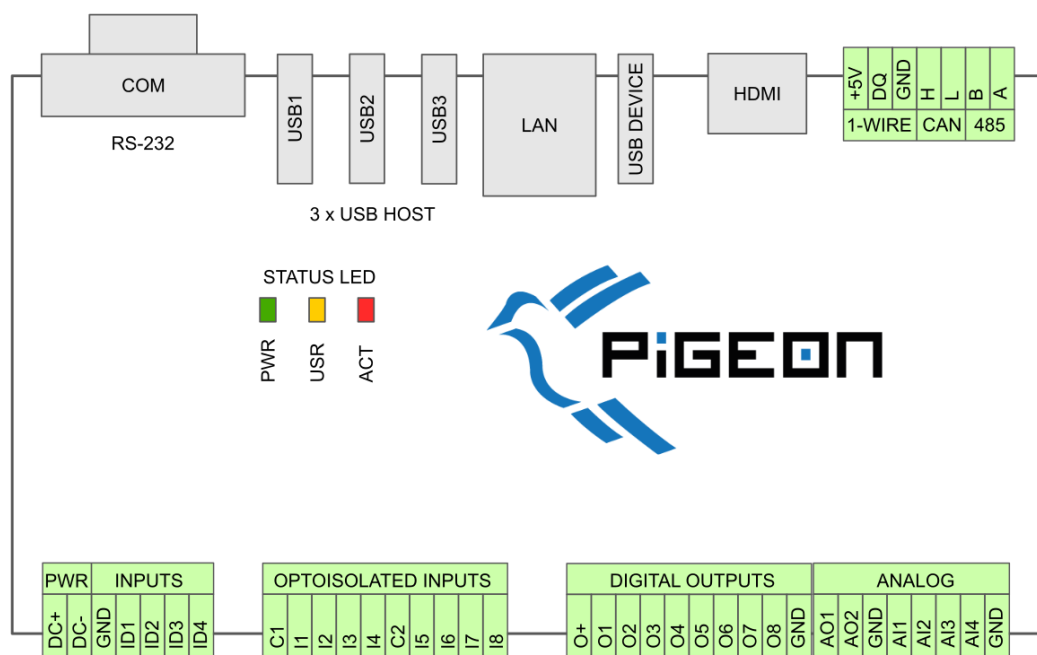 COM
RS-232
USB1
USB2
USB3
3 x USB HOST
LAN
USB DEVICE
HDMI
+5V DQ GND H L B A
1-WIRE CAN 485
STATUS LED
PWR USR ACT
PiGEON
PWR INPUTS
DC+ DC- GND ID1 ID2 ID3 ID4
OPTOISOLATED INPUTS
C1 I1 I2 I3 I4 C2 I5 I6 I7 I8
DIGITAL OUTPUTS
O+ O1 O2 O3 O4 O5 O6 O7 O8 GND
ANALOG
AO1 AO2 GND AI1 AI2 AI3 AI4 GND